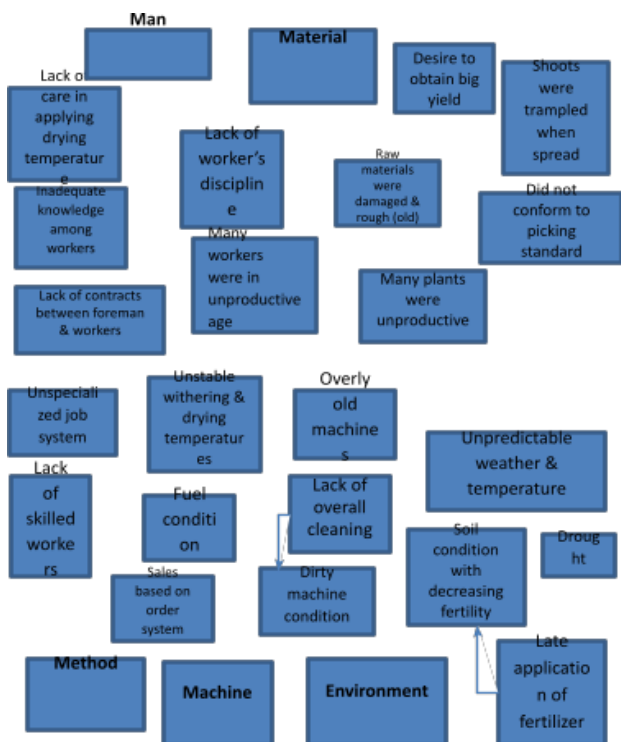 Man
Material
Desire to
obtain big
yield
Shoots
were
trampled
when
spread
Lack of
care in
applying
drying
temperatur
e
Lack of
worker's
disciplin
e
Raw
materials
were
damaged &
rough (old)
Did not
conform to
picking
standard
Inadequate
knowledge
among
workers
Many
workers
were in
unproductive
age
Many plants
were
unproductive
Lack of contracts
between foreman
& workers
Unspeciali
zed job
system
Unstable
withering &
drying
temperatur
es
Overly
old
machine
s
Unpredictable
weather &
temperature
Lack
of
skilled
worke
rs
Fuel
conditi
on
Lack of
overall
cleaning
Soil
condition
with
decreasing
fertility
Droug
ht
Sales
based on
order
system
Dirty
machine
condition
Late
applicatio
n of
fertilizer
Method
Machine
Environment